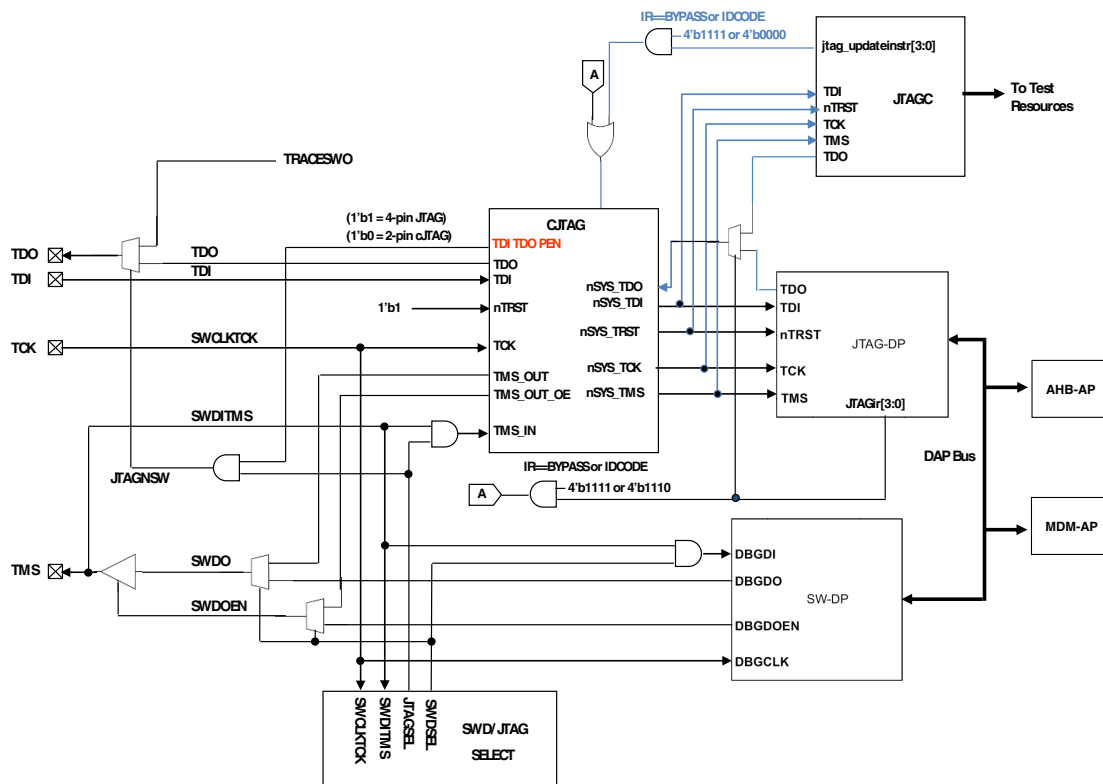 IR==BYPASS or IDCODE
4'b1111 or 4'b0000
jtag_updateinstr[3:0]
A
JTAGC
To Test
Resources
TDI
nTRST
TCK
TMS
TDO
TRACESWO
CJTAG
(1'b1 = 4-pin JTAG)
(1'b0 = 2-pin cJTAG)
TDI TDO PEN
TDO
TDO
TDO
TDI
TDI
TDI
nSYS_TDO
nSYS_TDI
TDO
TDI
1'b1
nTRST
nSYS_TRST
nTRST
JTAG-DP
TCK
SWCLKTCK
TCK
nSYS_TCK
TCK
TMS_OUT
TMS_OUT_OE
nSYS_TMS
TMS
AHB-AP
JTAGir[3:0]
SWDITMS
TMS_IN
DAP Bus
JTAGNSW
IR==BYPASS or IDCODE
4'b1111 or 4'b1110
A
MDM-AP
TMS
SWDO
DBGDI
DBGDO
SW-DP
SWDOEN
DBGDOEN
DBGCLK
SWCLKTCK
SWDITMS
JTAGSEL
SWDSEL
SWD/JTAG
SELECT